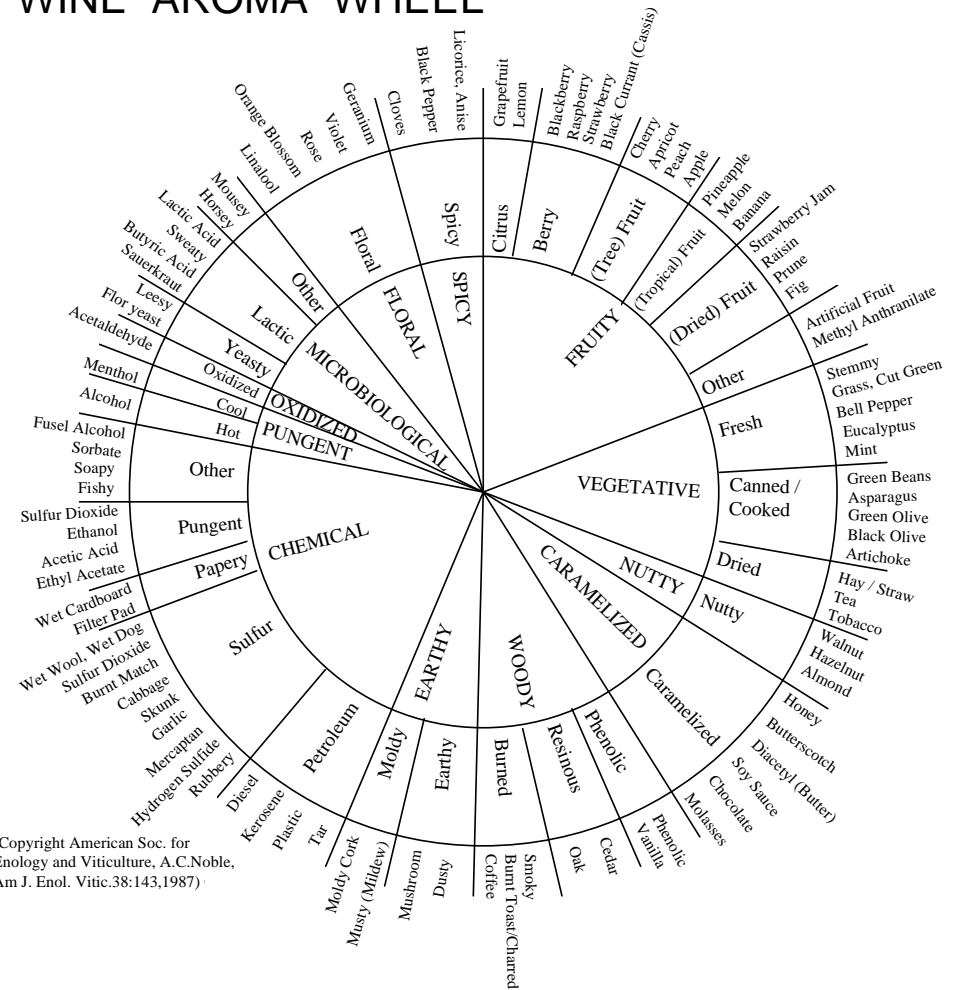 WINE AROMA WHEEL
SPICY
Spicy
Licorice, Anise
Black Pepper
Cloves
FRUITY
Citrus
Grapefruit
Lemon
Berry
Blackberry
Raspberry
Strawberry
Black Currant (Cassis)
(Tree) Fruit
Cherry
Apricot
Peach
Apple
(Tropical) Fruit
Pineapple
Melon
Banana
(Dried) Fruit
Strawberry Jam
Raisin
Prune
Fig
Other
Artificial Fruit
Methyl Anthranilate
VEGETATIVE
Fresh
Stemmy
Grass, Cut Green
Bell Pepper
Eucalyptus
Mint
Canned /
Cooked
Green Beans
Asparagus
Green Olive
Black Olive
Artichoke
Dried
Hay / Straw
Tea
Tobacco
NUTTY
Nutty
Walnut
Hazelnut
Almond
CARAMELIZED
Caramelized
Honey
Butterscotch
Diacetyl (Butter)
Soy Sauce
Chocolate
Molasses
WOODY
Phenolic
Phenolic
Vanilla
Resinous
Cedar
Oak
Burned
Smoky
Burnt Toast/Charred
Coffee
EARTHY
Earthy
Dusty
Mushroom
Moldy
Musty (Mildew)
Moldy Cork
CHEMICAL
Petroleum
Tar
Plastic
Kerosene
Diesel
Sulfur
Rubbery
Hydrogen Sulfide
Mercaptan
Garlic
Skunk
Cabbage
Burnt Match
Sulfur Dioxide
Wet Wool, Wet Dog
Papery
Filter Pad
Wet Cardboard
Pungent
Ethyl Acetate
Acetic Acid
Ethanol
Sulfur Dioxide
Other
Fishy
Soapy
Sorbate
Fusel Alcohol
PUNGENT
Hot
Alcohol
Cool
Menthol
OXIDIZED
Oxidized
Acetaldehyde
MICROBIOLOGICAL
Yeasty
Flor yeast
Leesy
Lactic
Sauerkraut
Butyric Acid
Sweaty
Lactic Acid
Other
Horsey
Mousey
FLORAL
Floral
Linalool
Orange Blossom
Rose
Violet
Geranium
Copyright American Soc. for
Enology and Viticulture, A.C.Noble,
Am J. Enol. Vitic.38:143,1987)